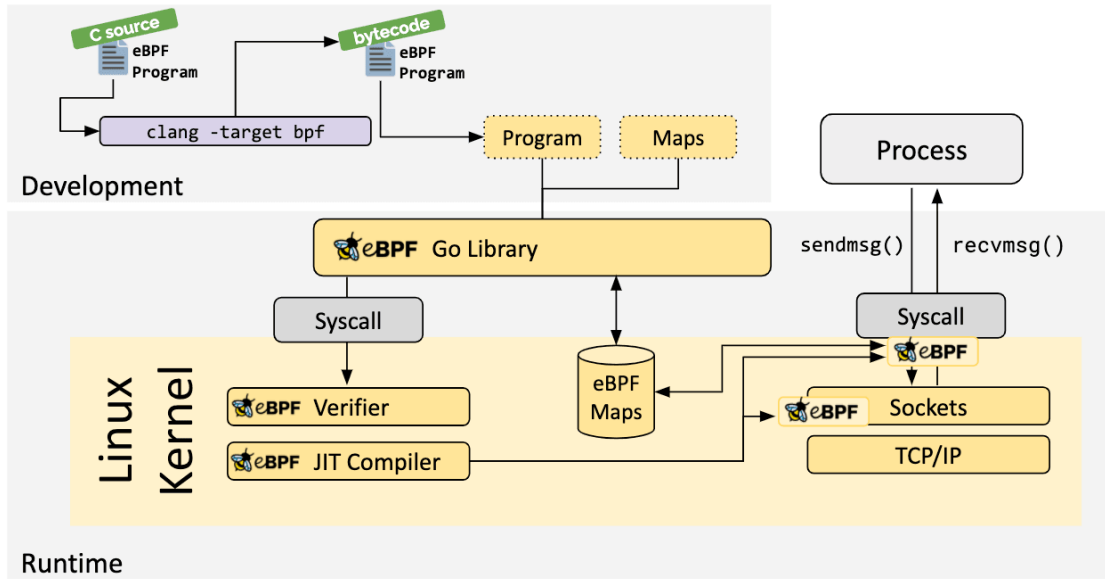 C source
eBPF
Program
bytecode
eBPF
Program
clang -target bpf
Program
Maps
Development
Process
sendmsg()
recvmsg()
eBPF Go Library
Syscall
Syscall
eBPF
Linux
Kernel
eBPF Verifier
eBPF
Maps
eBPF Sockets
eBPF JIT Compiler
TCP/IP
Runtime